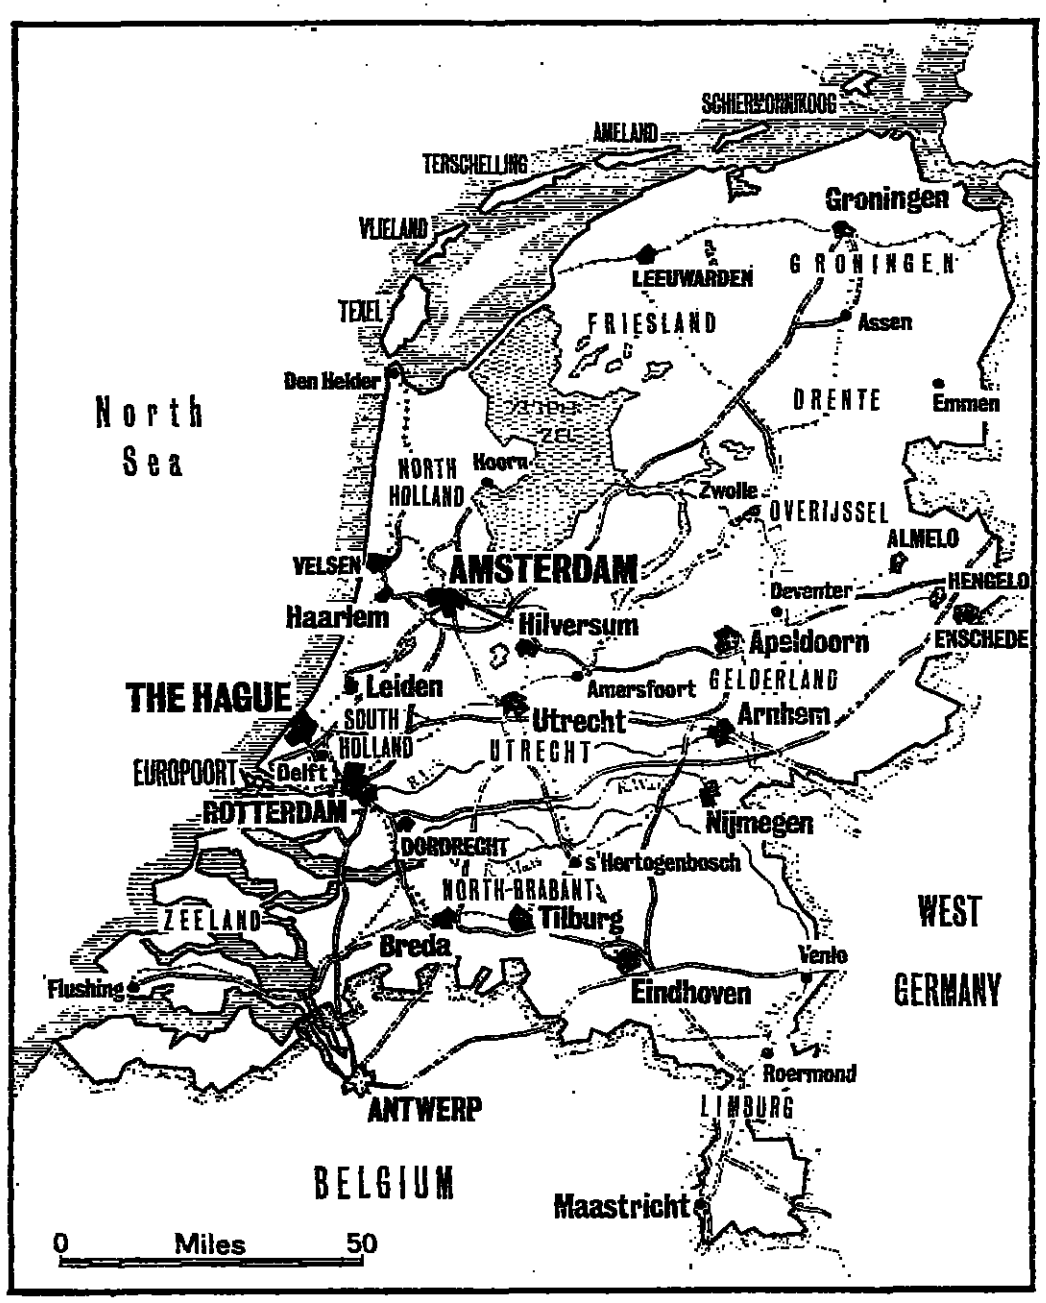 SCHIERMONNIKOOG
AMELAND
TERSCHELLING
Groningen
VLIELAND
GRONINGEN
LEEUWARDEN
TEXEL
FRIESLAND
Assen
Den Helder
DRENTE
Emmen
North
Sea
ZUIDER
ZEE
NORTH
HOLLAND
Hoorn
Zwolle
OVERIJSSEL
ALMELO
VELSEN
AMSTERDAM
HENGELO
Deventer
Haarlem
Hilversum
Apeldoorn
ENSCHEDE
Leiden
Amersfoort
GELDERLAND
THE HAGUE
SOUTH
HOLLAND
Utrecht
Arnhem
UTRECHT
EUROPOORT
Delft
ROTTERDAM
Nijmegen
DORDRECHT
s'Hertogenbosch
R. Maas
NORTH-BRABANT
ZEELAND
Tilburg
WEST
GERMANY
Breda
Venlo
Flushing
Eindhoven
Roermond
ANTWERP
LIMBURG
BELGIUM
Maastricht
0 Miles 50